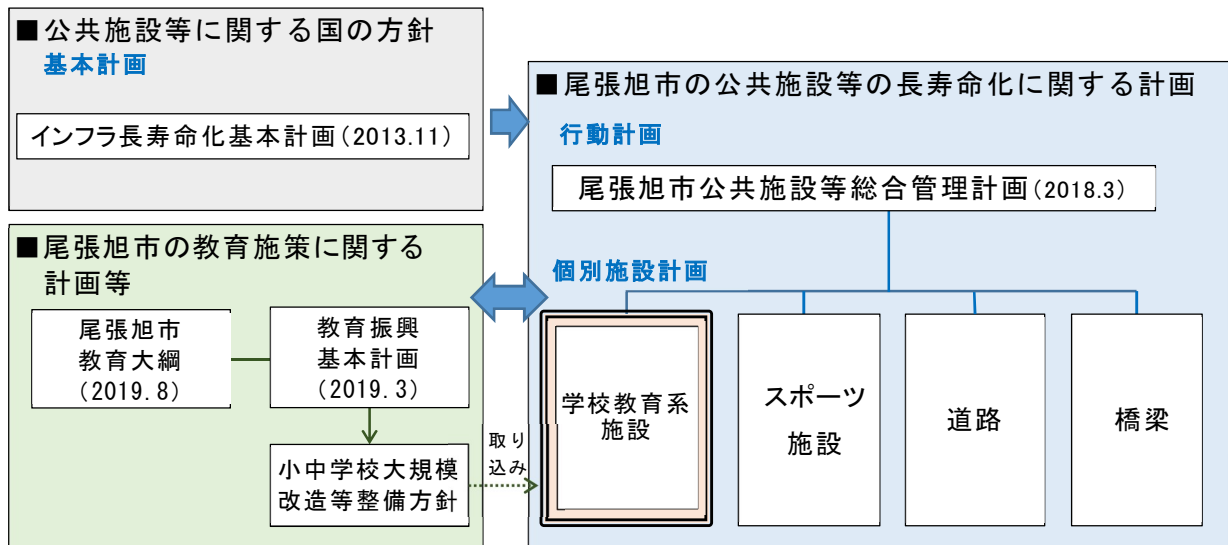 ■公共施設等に関する国の方針
基本計画
インフラ長寿命化基本計画(2013.11)
■尾張旭市の公共施設等の長寿命化に関する計画
行動計画
尾張旭市公共施設等総合管理計画(2018.3)
個別施設計画
学校教育系
施設
スポーツ
施設
道路
橋梁
■尾張旭市の教育施策に関する
計画等
尾張旭市
教育大綱
(2019.8)
教育振興
基本計画
(2019.3)
小中学校大規模
改造等整備方針
取り
込み